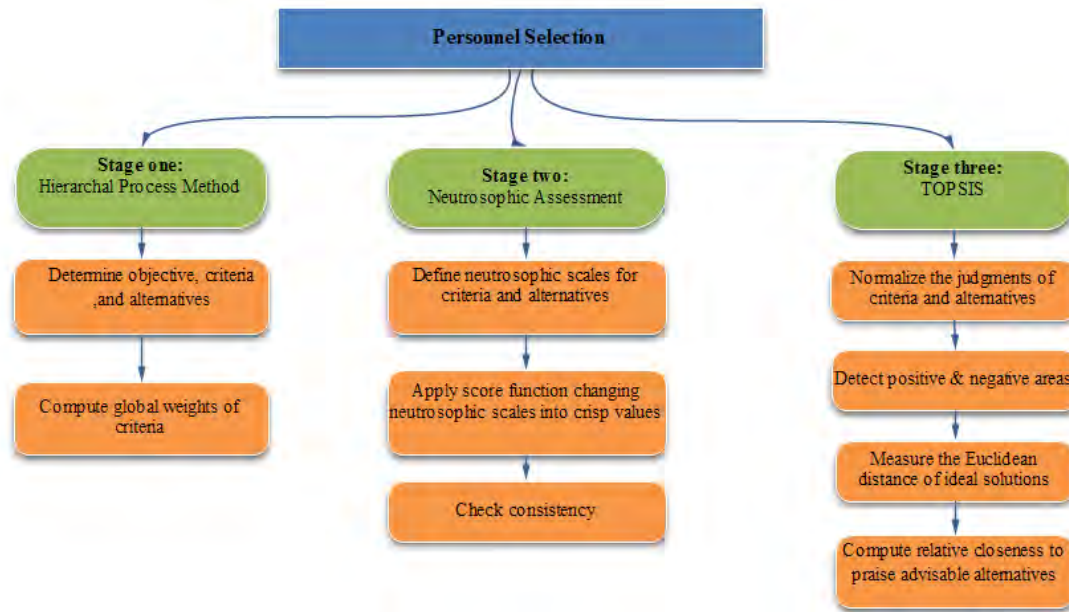 Personnel Selection
Stage one:
Hierarchal Process Method
Determine objective, criteria
,and alternatives
Compute global weights of
criteria
Stage two:
Neutrosophic Assessment
Define neutrosophic scales for
criteria and alternatives
Apply score function changing
neutrosophic scales into crisp values
Check consistency
Stage three:
TOPSIS
Normalize the judgments of
criteria and alternatives
Detect positive & negative areas
Measure the Euclidean
distance of ideal solutions
Compute relative closeness to
praise advisable alternatives